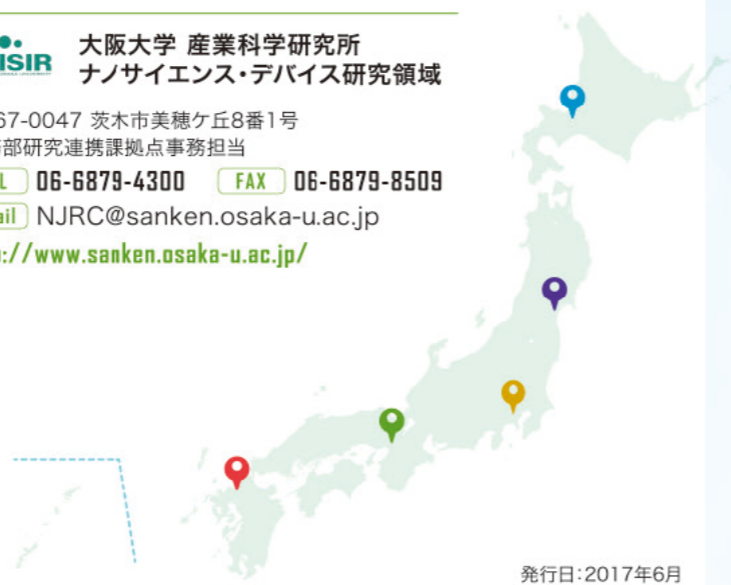 ISIR
大阪大学 産業科学研究所
ナノサイエンス・デバイス研究領域
67-0047 茨木市美穂ケ丘8番1号
部研究連携課拠点事務担当
L 06-6879-4300 FAX 06-6879-8509
ail NJRC@sanken.osaka-u.ac.jp
://www.sanken.osaka-u.ac.jp/
発行日:2017年6月